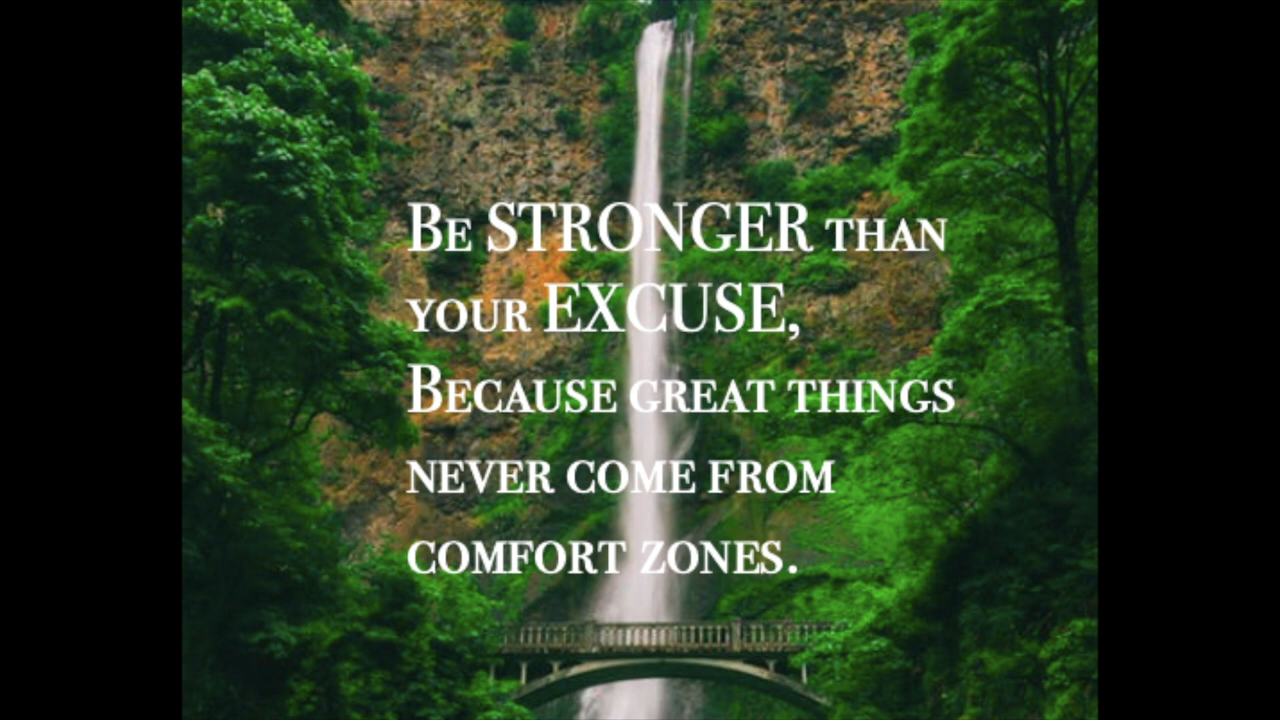 Be STRONGER than
your EXCUSE,
Because great things
never come from
comfort zones.